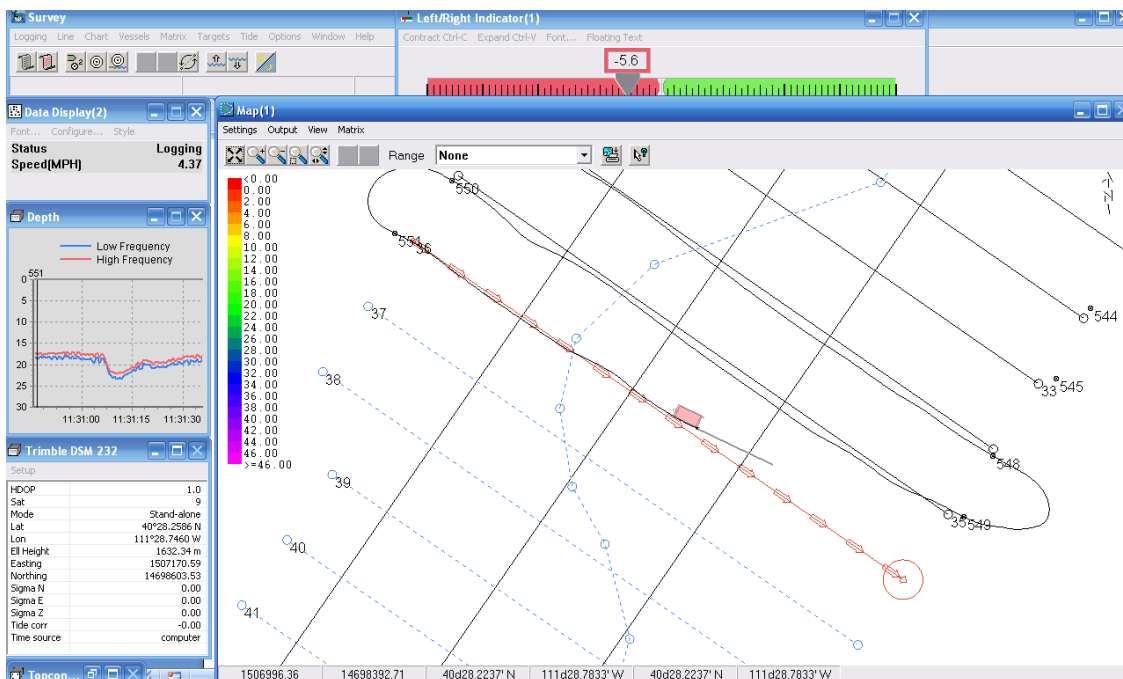 Survey
Logging Line Chart Vessels Matrix Targets Tide Options Window Help
Left/Right Indicator(1)
Contract Ctrl-C Expand Ctrl-V Font... Floating Text
-5.6
Data Display(2)
Font... Configure... Style
Status Logging
Speed(MPH) 4.37
Depth
Low Frequency
High Frequency
551
0
5
10
15
20
25
30
11:31:00 11:31:15 11:31:30
Trimble DSM 232
Setup
HDOP 1.0
Sat 9
Mode Stand-alone
Lat 40°28.2586 N
Lon 111°28.7460 W
Ell Height 1632.34 m
Easting 1507170.59
Northing 14698603.53
Sigma N 0.00
Sigma E 0.00
Sigma Z 0.00
Tide corr -0.00
Time source computer
Topcon...
Map(1)
Settings Output View Matrix
Range None
<0.00
0.00
2.00
4.00
6.00
8.00
10.00
12.00
14.00
16.00
18.00
20.00
22.00
24.00
26.00
28.00
30.00
32.00
34.00
36.00
38.00
40.00
42.00
44.00
46.00
>=46.00
N
550
551
36
37
38
39
40
41
544
33 545
548
35 549
1506996.36 14698392.71 40d28.2237' N 111d28.7833' W 40d28.2237' N 111d28.7833' W